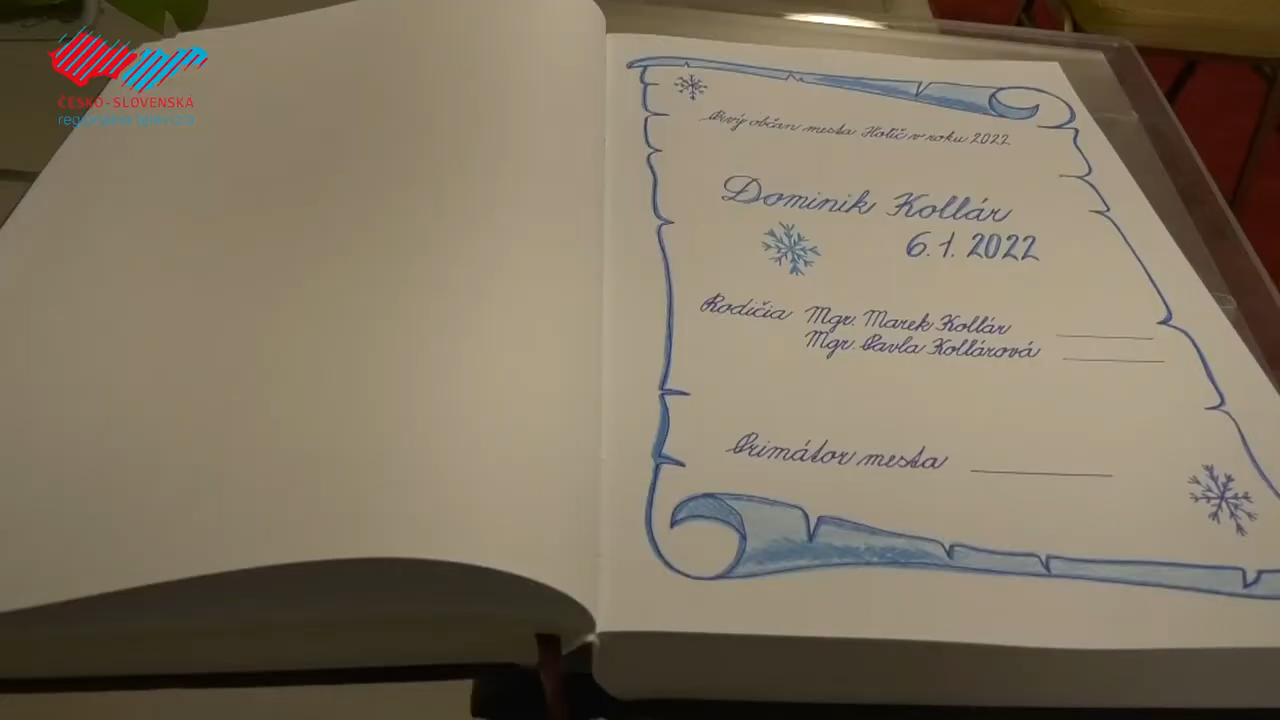 ČESKO-SLOVENSKÁ
regionálna televízia
Prvý občan mesta Holíč v roku 2022
Dominik Kollár
6.1.2022
Rodičia Mgr. Marek Kollár
Mgr. Pavla Kollárová
Primátor mesta